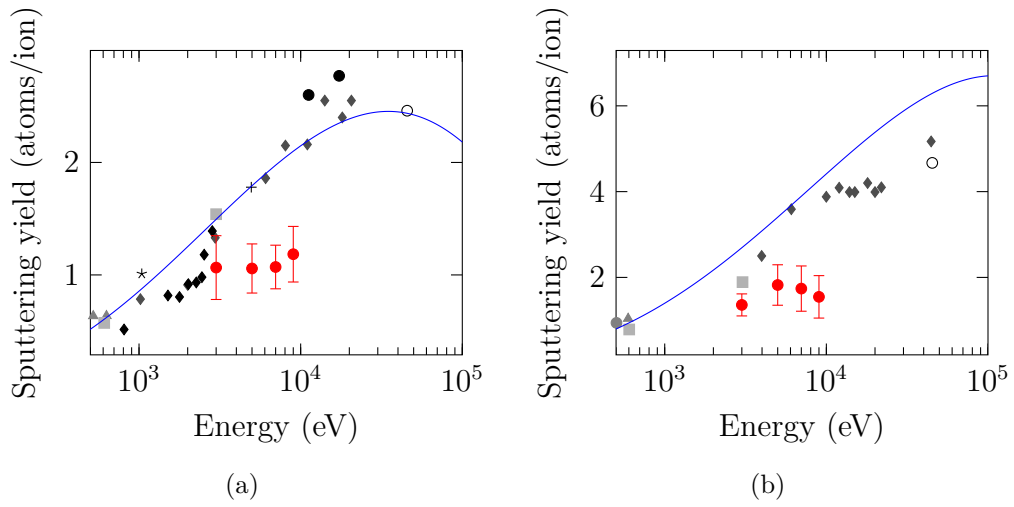 Sputtering yield (atoms/ion)
2
1
10^3 10^4 10^5
Energy (eV)
(a)
Sputtering yield (atoms/ion)
6
4
2
10^3 10^4 10^5
Energy (eV)
(b)